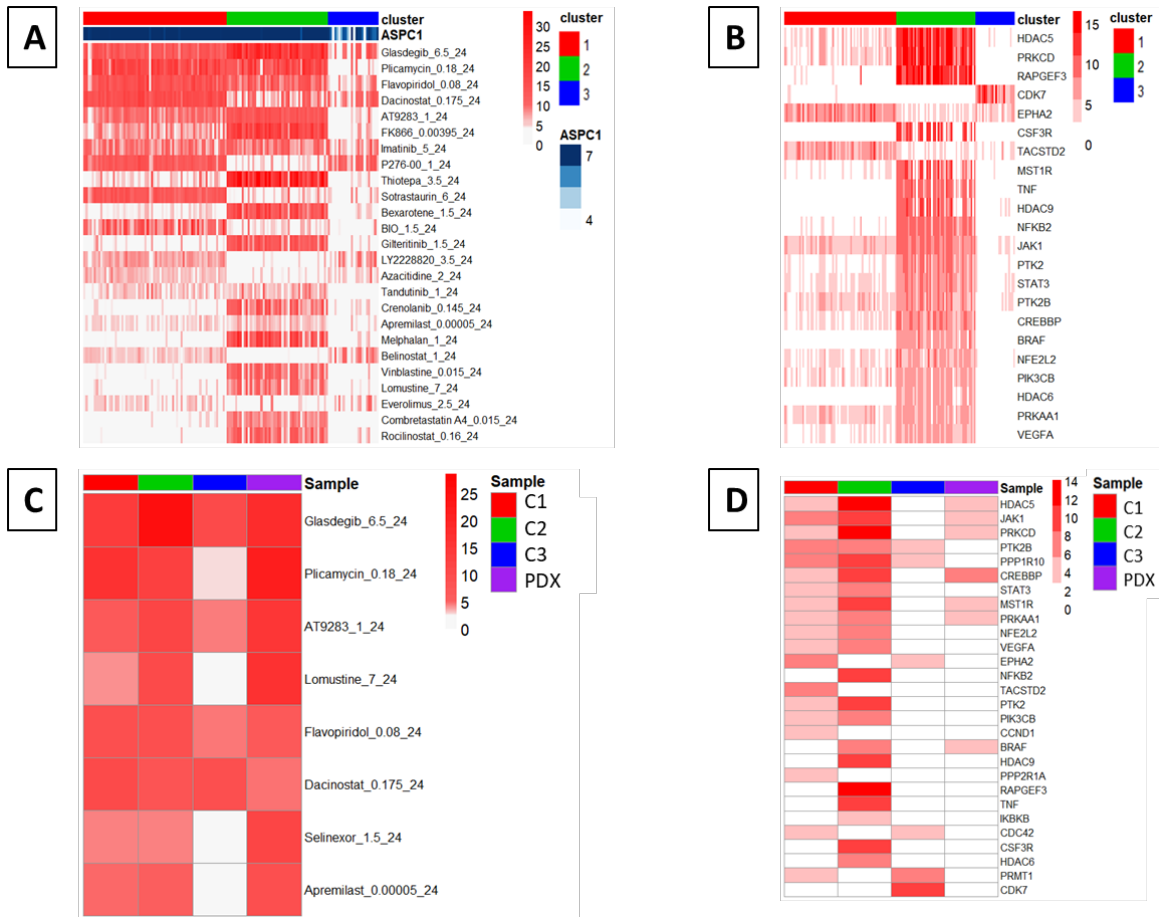 A
cluster
ASPC1
Glasdegib_6.5_24
Plicamycin_0.18_24
Flavopiridol_0.08_24
Dacinostat_0.175_24
AT9283_1_24
FK866_0.00395_24
Imatinib_5_24
P276-00_1_24
Thiotepa_3.5_24
Sotrastaurin_6_24
Bexarotene_1.5_24
BIO_1.5_24
Gilteritinib_1.5_24
LY2228820_3.5_24
Azacitidine_2_24
Tandutinib_1_24
Crenolanib_0.145_24
Apremilast_0.00005_24
Melphalan_1_24
Belinostat_1_24
Vinblastine_0.015_24
Lomustine_7_24
Everolimus_2.5_24
Combretastatin A4_0.015_24
Rocilinostat_0.16_24
30
25
20
15
10
5
0
cluster
1
2
3
ASPC1
7
4
B
cluster
HDAC5
PRKCD
RAPGEF3
CDK7
EPHA2
CSF3R
TACSTD2
MST1R
TNF
HDAC9
NFKB2
JAK1
PTK2
STAT3
PTK2B
CREBBP
BRAF
NFE2L2
PIK3CB
HDAC6
PRKAA1
VEGFA
15
10
5
0
cluster
1
2
3
C
Sample
Glasdegib_6.5_24
Plicamycin_0.18_24
AT9283_1_24
Lomustine_7_24
Flavopiridol_0.08_24
Dacinostat_0.175_24
Selinexor_1.5_24
Apremilast_0.00005_24
25
20
15
10
5
0
Sample
C1
C2
C3
PDX
D
Sample
HDAC5
JAK1
PRKCD
PTK2B
PPP1R10
CREBBP
STAT3
MST1R
PRKAA1
NFE2L2
VEGFA
EPHA2
NFKB2
TACSTD2
PTK2
PIK3CB
CCND1
BRAF
HDAC9
PPP2R1A
RAPGEF3
TNF
IKBKB
CDC42
CSF3R
HDAC6
PRMT1
CDK7
14
12
10
8
6
4
2
0
Sample
C1
C2
C3
PDX